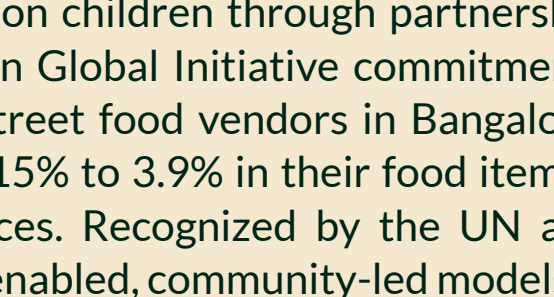 on children through partnersh
n Global Initiative commitme
treet food vendors in Bangalo
15% to 3.9% in their food item
ces. Recognized by the UN a
enabled, community-led model